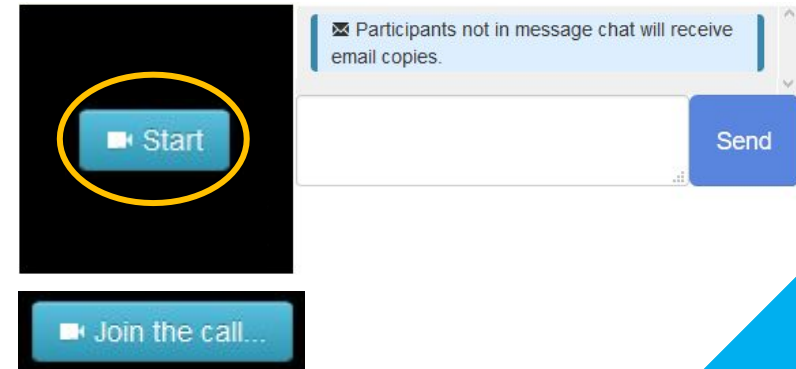 Participants not in message chat will receive
email copies.
Start
Send
Join the call...